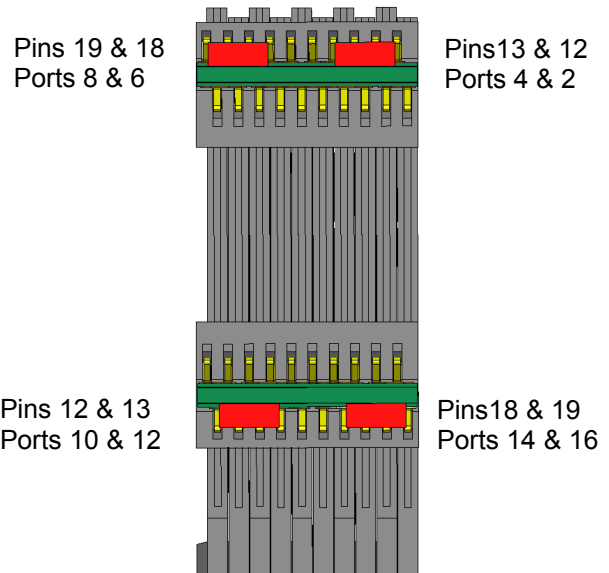 Pins 19 & 18
Ports 8 & 6
Pins13 & 12
Ports 4 & 2
Pins 12 & 13
Ports 10 & 12
Pins18 & 19
Ports 14 & 16